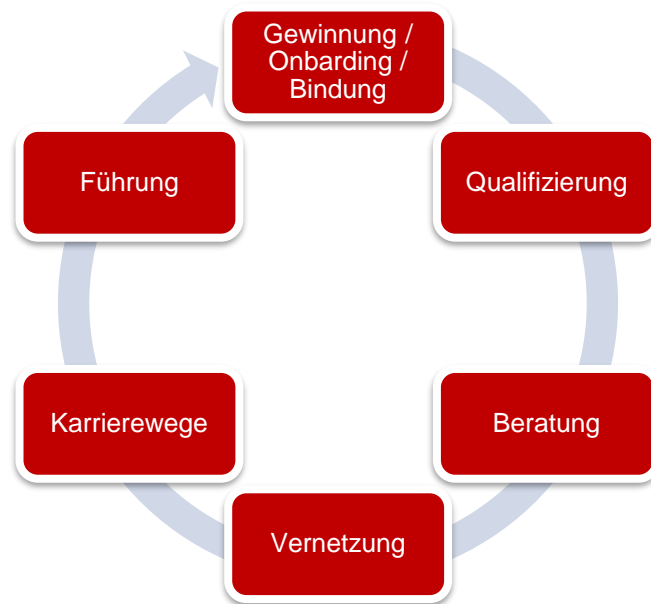 Gewinnung /
Onbarding /
Bindung
Qualifizierung
Beratung
Vernetzung
Karrierewege
Führung